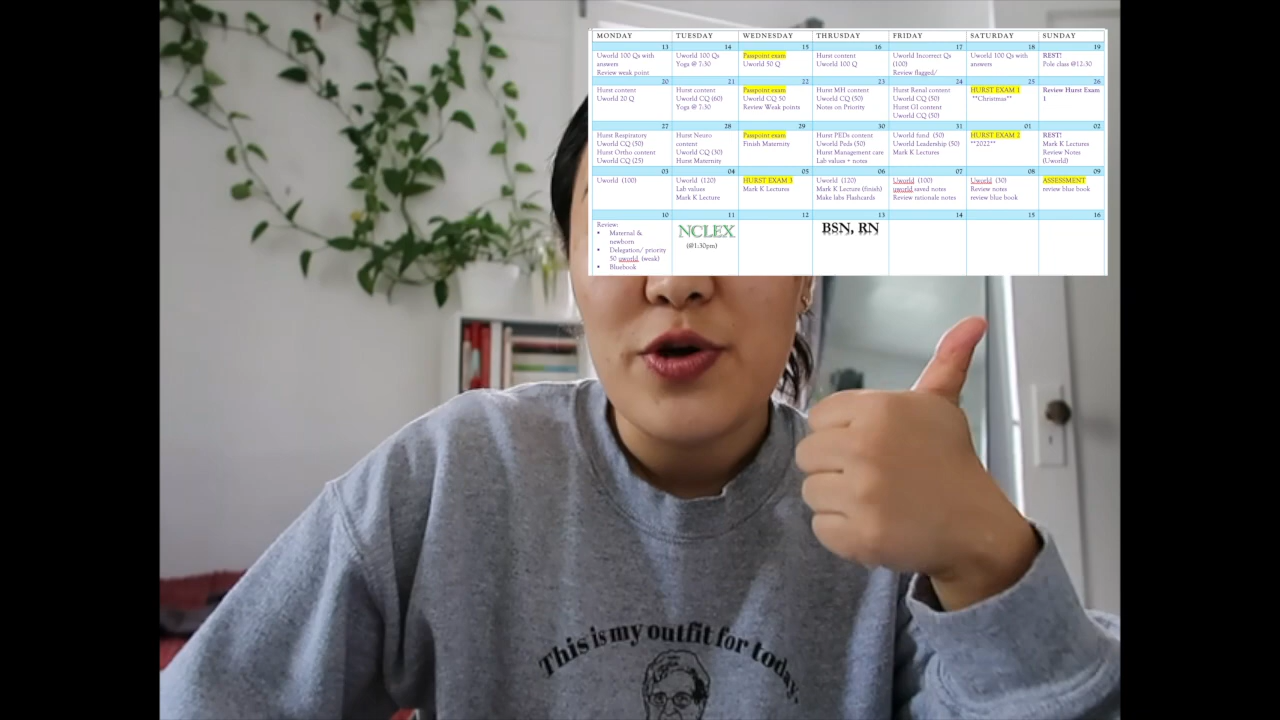 MONDAY TUESDAY WEDNESDAY THRUSDAY FRIDAY SATURDAY SUNDAY
13 14 15 16 17 18 19
Uworld 100 Qs with
answers
Review weak point
Uworld 100 Qs
Yoga @ 7:30
Passpoint exam
Uworld 50 Q
Hurst content
Uworld 100 Q
Uworld Incorrect Qs
(100)
Review flagged/
Uworld 100 Qs with
answers
REST!
Pole class @12:30
20 21 22 23 24 25 26
Hurst content
Uworld 20 Q
Hurst content
Uworld CQ (60)
Yoga @ 7:30
Passpoint exam
Uworld CQ 50
Review Weak points
Hurst MH content
Uworld CQ (50)
Notes on Priority
Hurst Renal content
Uworld CQ (50)
Hurst GI content
Uworld CQ (50)
HURST EXAM 1
**Christmas**
Review Hurst Exam
1
27 28 29 30 31 01 02
Hurst Respiratory
Uworld CQ (50)
Hurst Ortho content
Uworld CQ (25)
Hurst Neuro
content
Uworld CQ (30)
Hurst Maternity
Passpoint exam
Finish Maternity
Hurst PEDs content
Uworld Peds (50)
Hurst Management care
Lab values + notes
Uworld fund (50)
Uworld Leadership (50)
Mark K Lectures
HURST EXAM 2
**2022**
REST!
Mark K Lectures
Review Notes
(Uworld)
03 04 05 06 07 08 09
Uworld (100)
Uworld (120)
Lab values
Mark K Lecture
HURST EXAM 3
Mark K Lectures
Uworld (120)
Mark K Lecture (finish)
Make labs Flashcards
Uworld (100)
uworld saved notes
Review rationale notes
Uworld (30)
Review notes
review blue book
ASSESSMENT
review blue book
10 11 12 13 14 15 16
Review:
• Maternal &
newborn
• Delegation/ priority
50 uworld (weak)
• Bluebook
NCLEX
(@1:30pm)
BSN, RN
This is my outfit for today.